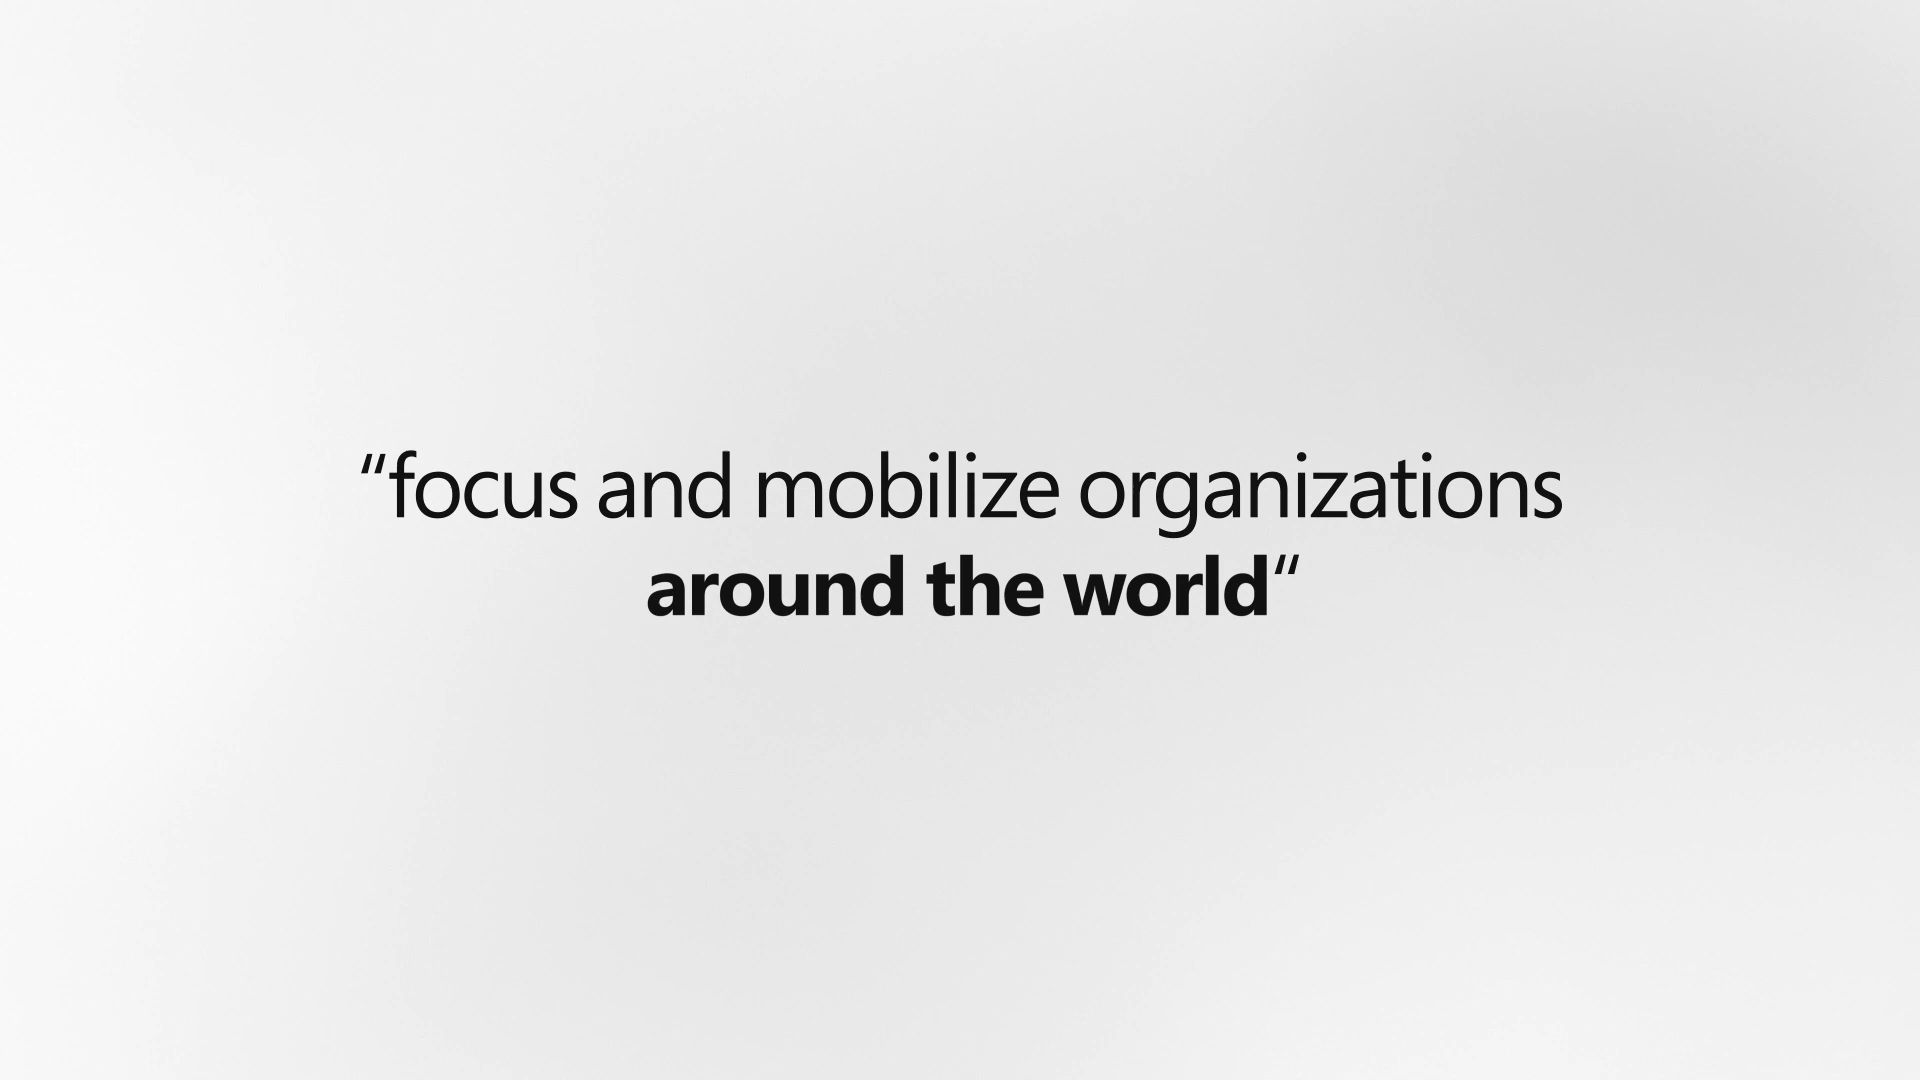 “focus and mobilize organizations
around the world“